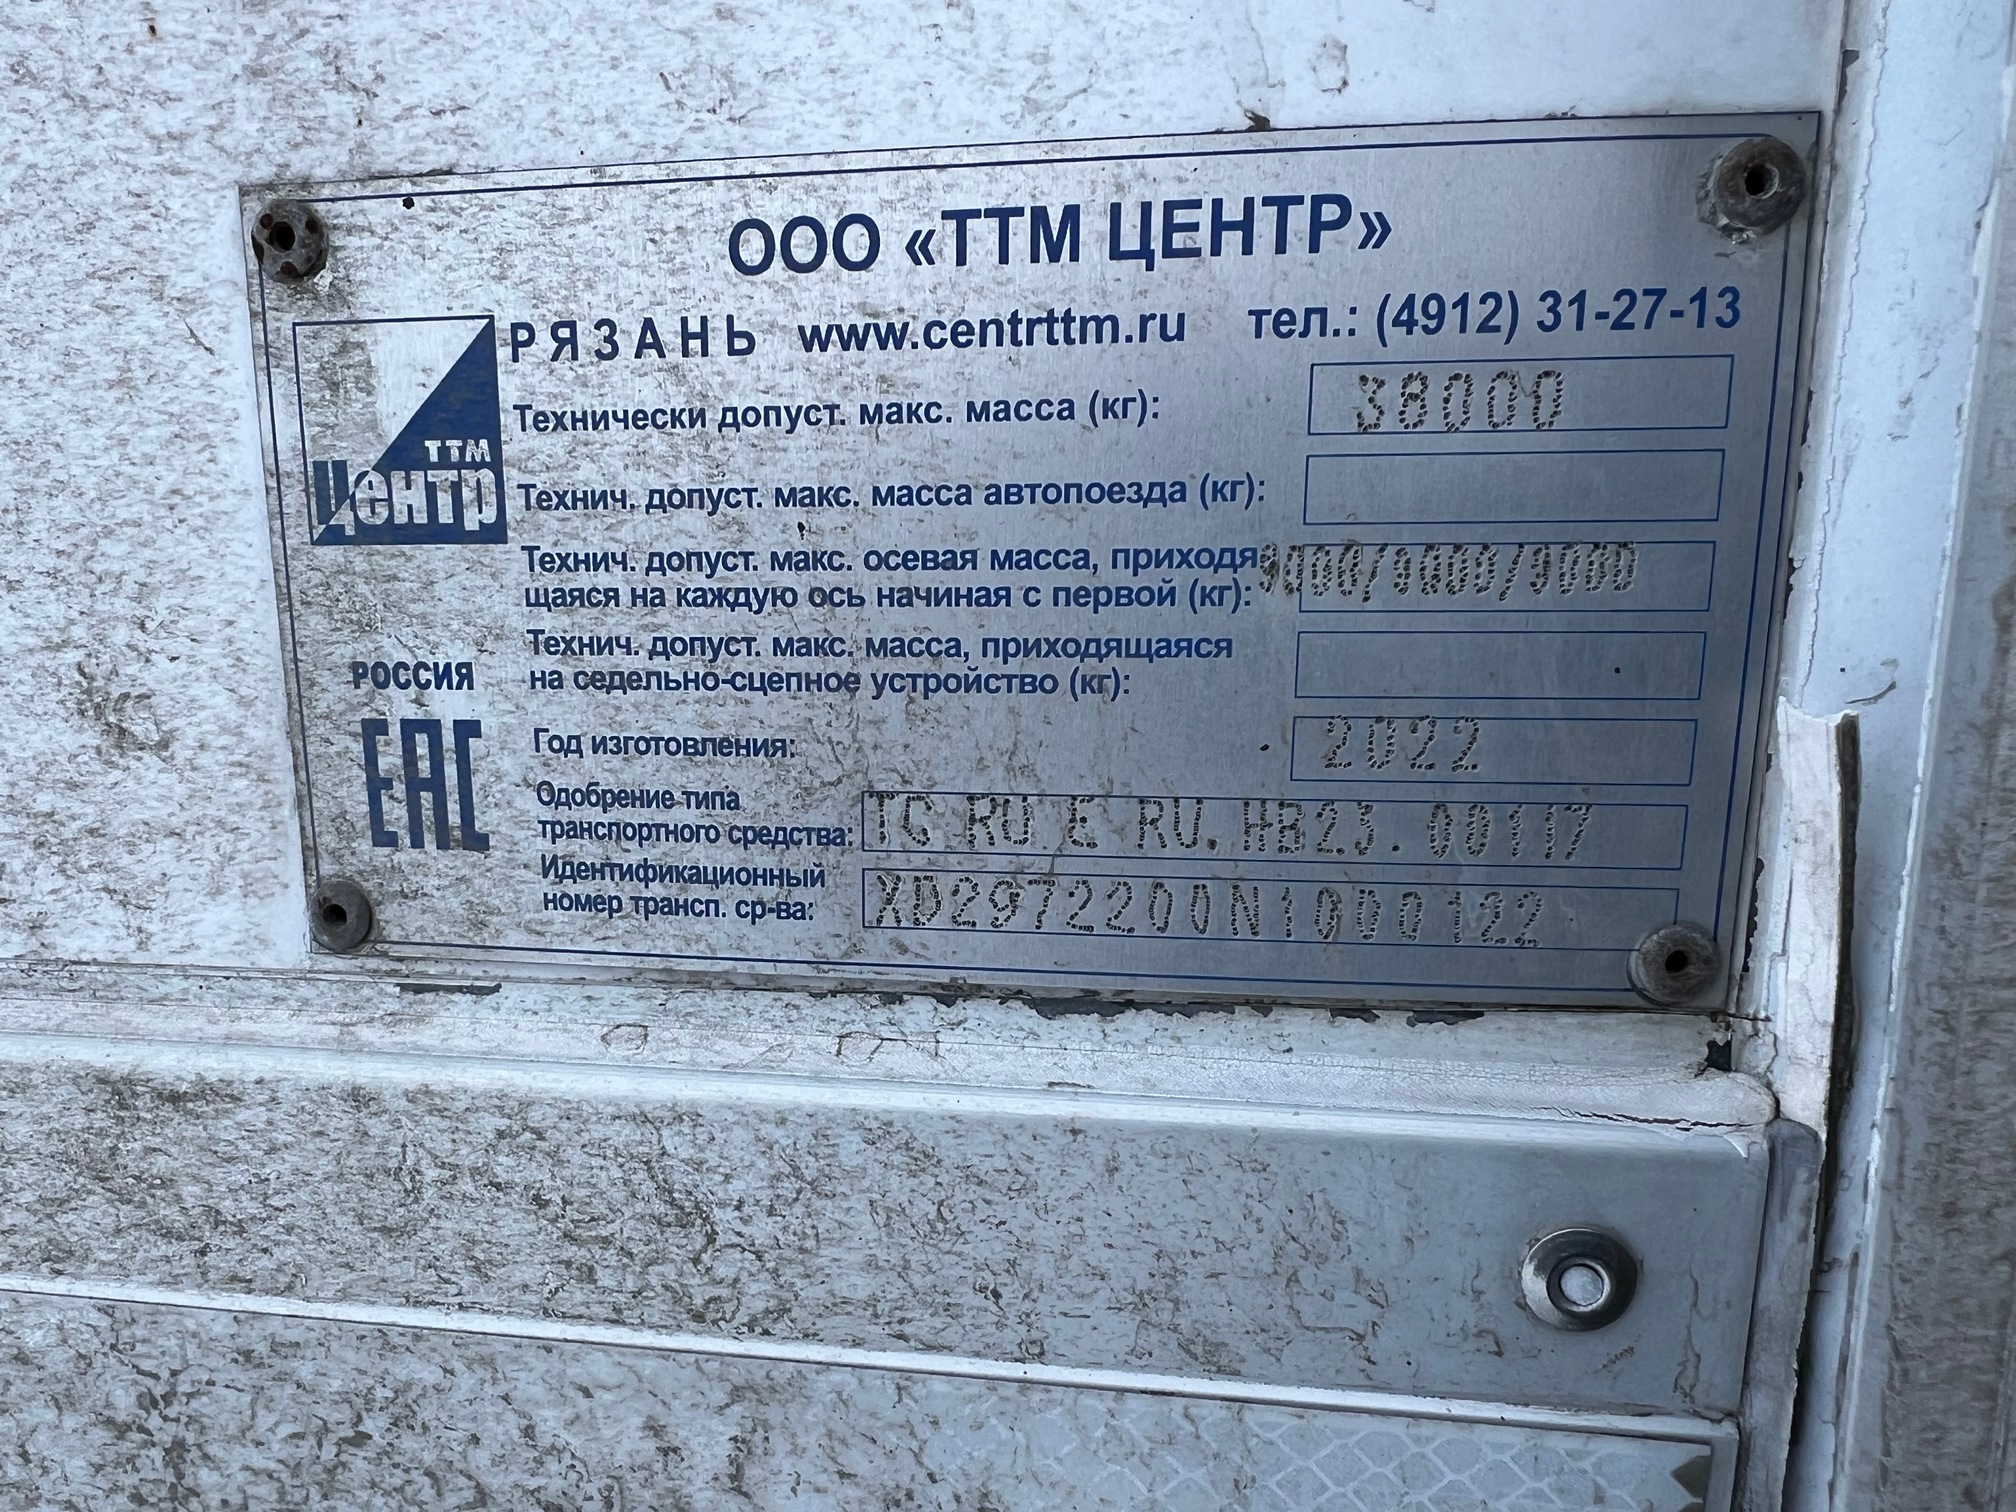 ООО «ТТМ ЦЕНТР»
РЯЗАНЬ www.centrttm.ru тел.: (4912) 31-27-13
ТТМ
Центр
Технически допуст. макс. масса (кг): 38000
Технич. допуст. макс. масса автопоезда (кг):
Технич. допуст. макс. осевая масса, приходя
щаяся на каждую ось начиная с первой (кг): 9000/9000/9000
Технич. допуст. макс. масса, приходящаяся
на седельно-сцепное устройство (кг):
РОССИЯ
ЕАС
Год изготовления: 2022
Одобрение типа
транспортного средства: TC RU E RU.HB23.00117
Идентификационный
номер трансп. ср-ва: XD2972200N1000122